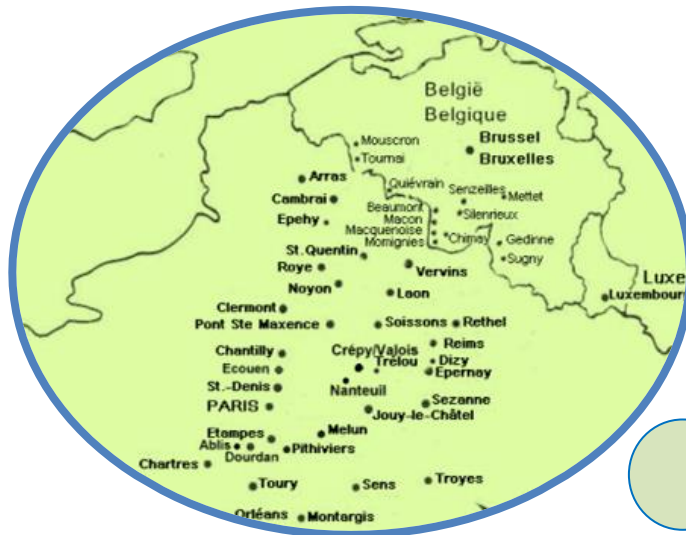 België
Belgique
Brussel
Bruxelles
Mouscron
Tournai
Arras
Quiévrain
Senzeilles
Mettet
Cambrai
Beaumont
Silenrieux
Epehy
Macon
Macquenoise
Chimay
Momignies
Gedinne
St.Quentin
Sugny
Roye
Vervins
Luxe
Noyon
Laon
Luxembour
Clermont
Pont Ste Maxence
Soissons
Rethel
Reims
Chantilly
Crépy/Valois
Trélou
Dizy
Ecouen
Epernay
St.-Denis
Nanteuil
PARIS
Sezanne
Jouy-le-Châtel
Etampes
Melun
Ablis
Dourdan
Pithiviers
Chartres
Toury
Sens
Troyes
Orléans
Montargis